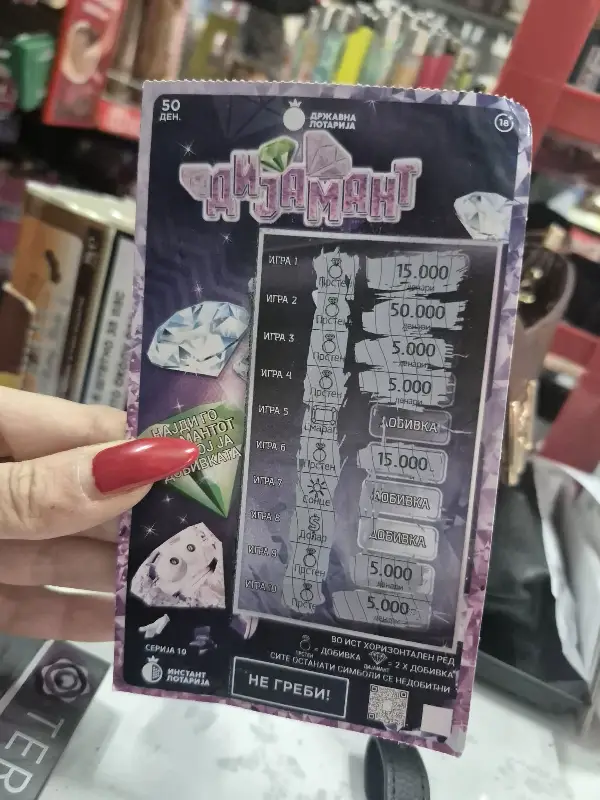 50
ДЕН.
ДРЖАВНА
ЛОТАРИЈА
18+
ДИЈАМАНТ
ИГРА 1
Прстен
15.000
денари
ИГРА 2
Прстен
50.000
денари
ИГРА 3
Прстен
5.000
денари
ИГРА 4
Прстен
5.000
денари
ИГРА 5
ДОБИВКА
ИГРА 6
Прстен
15.000
ИГРА 7
Сонце
ДОБИВКА
ИГРА 8
Долар
ДОБИВКА
ИГРА 9
Прстен
5.000
денари
ИГРА 10
5.000
НАЈДИ ГО
ДОБИВКАТА
ВО ИСТ ХОРИЗОНТАЛЕН РЕД
= ДОБИВКА = 2 X ДОБИВКА
СИТЕ ОСТАНАТИ СИМБОЛИ СЕ НЕДОБИТНИ
СЕРИЈА 10
ИНСТАНТ
ЛОТАРИЈА
НЕ ГРЕБИ!
TER